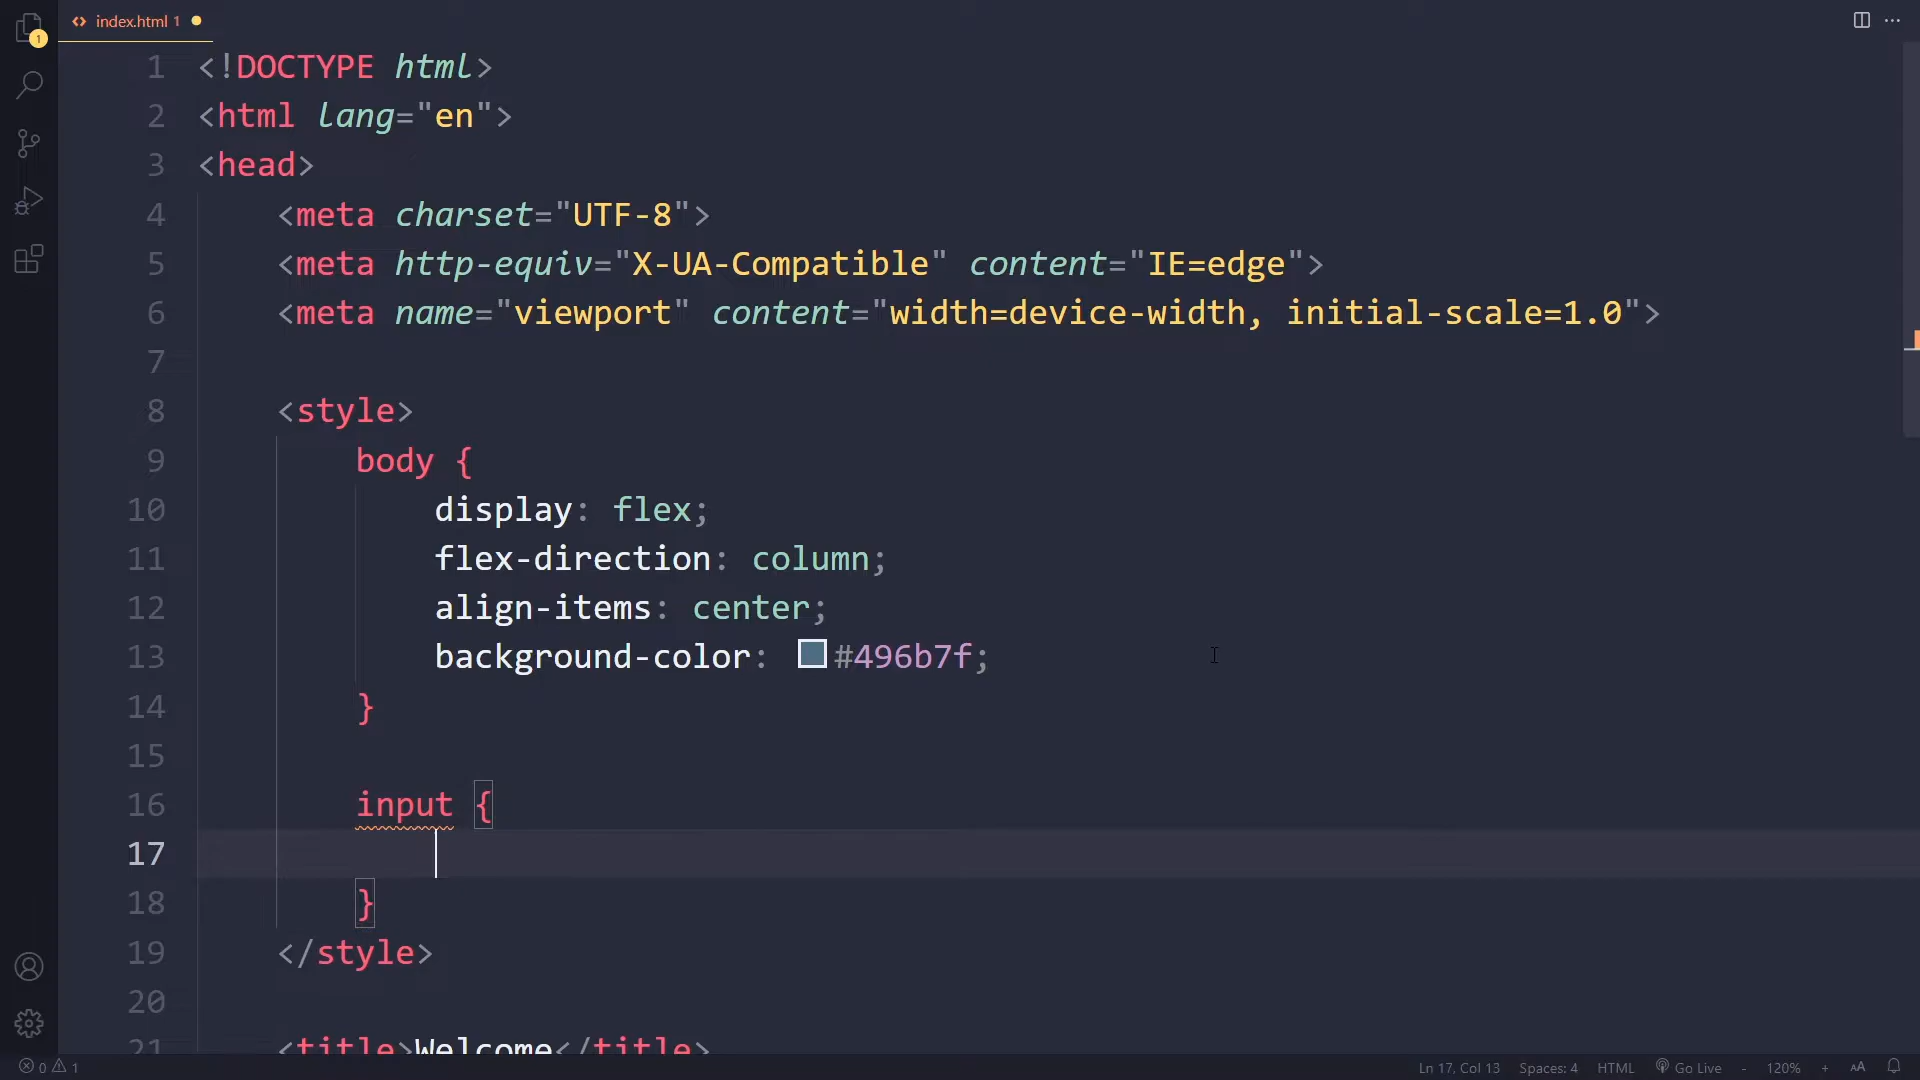 index.html 1
1
1 <!DOCTYPE html>
2 <html lang="en">
3 <head>
4 <meta charset="UTF-8">
5 <meta http-equiv="X-UA-Compatible" content="IE=edge">
6 <meta name="viewport" content="width=device-width, initial-scale=1.0">
7
8 <style>
9 body {
10 display: flex;
11 flex-direction: column;
12 align-items: center;
13 background-color: #496b7f;
14 }
15
16 input {
17
18 }
19 </style>
20
21 <title>Welcome</title>
0 1 Ln 17, Col 13 Spaces: 4 HTML Go Live - 120% + AA